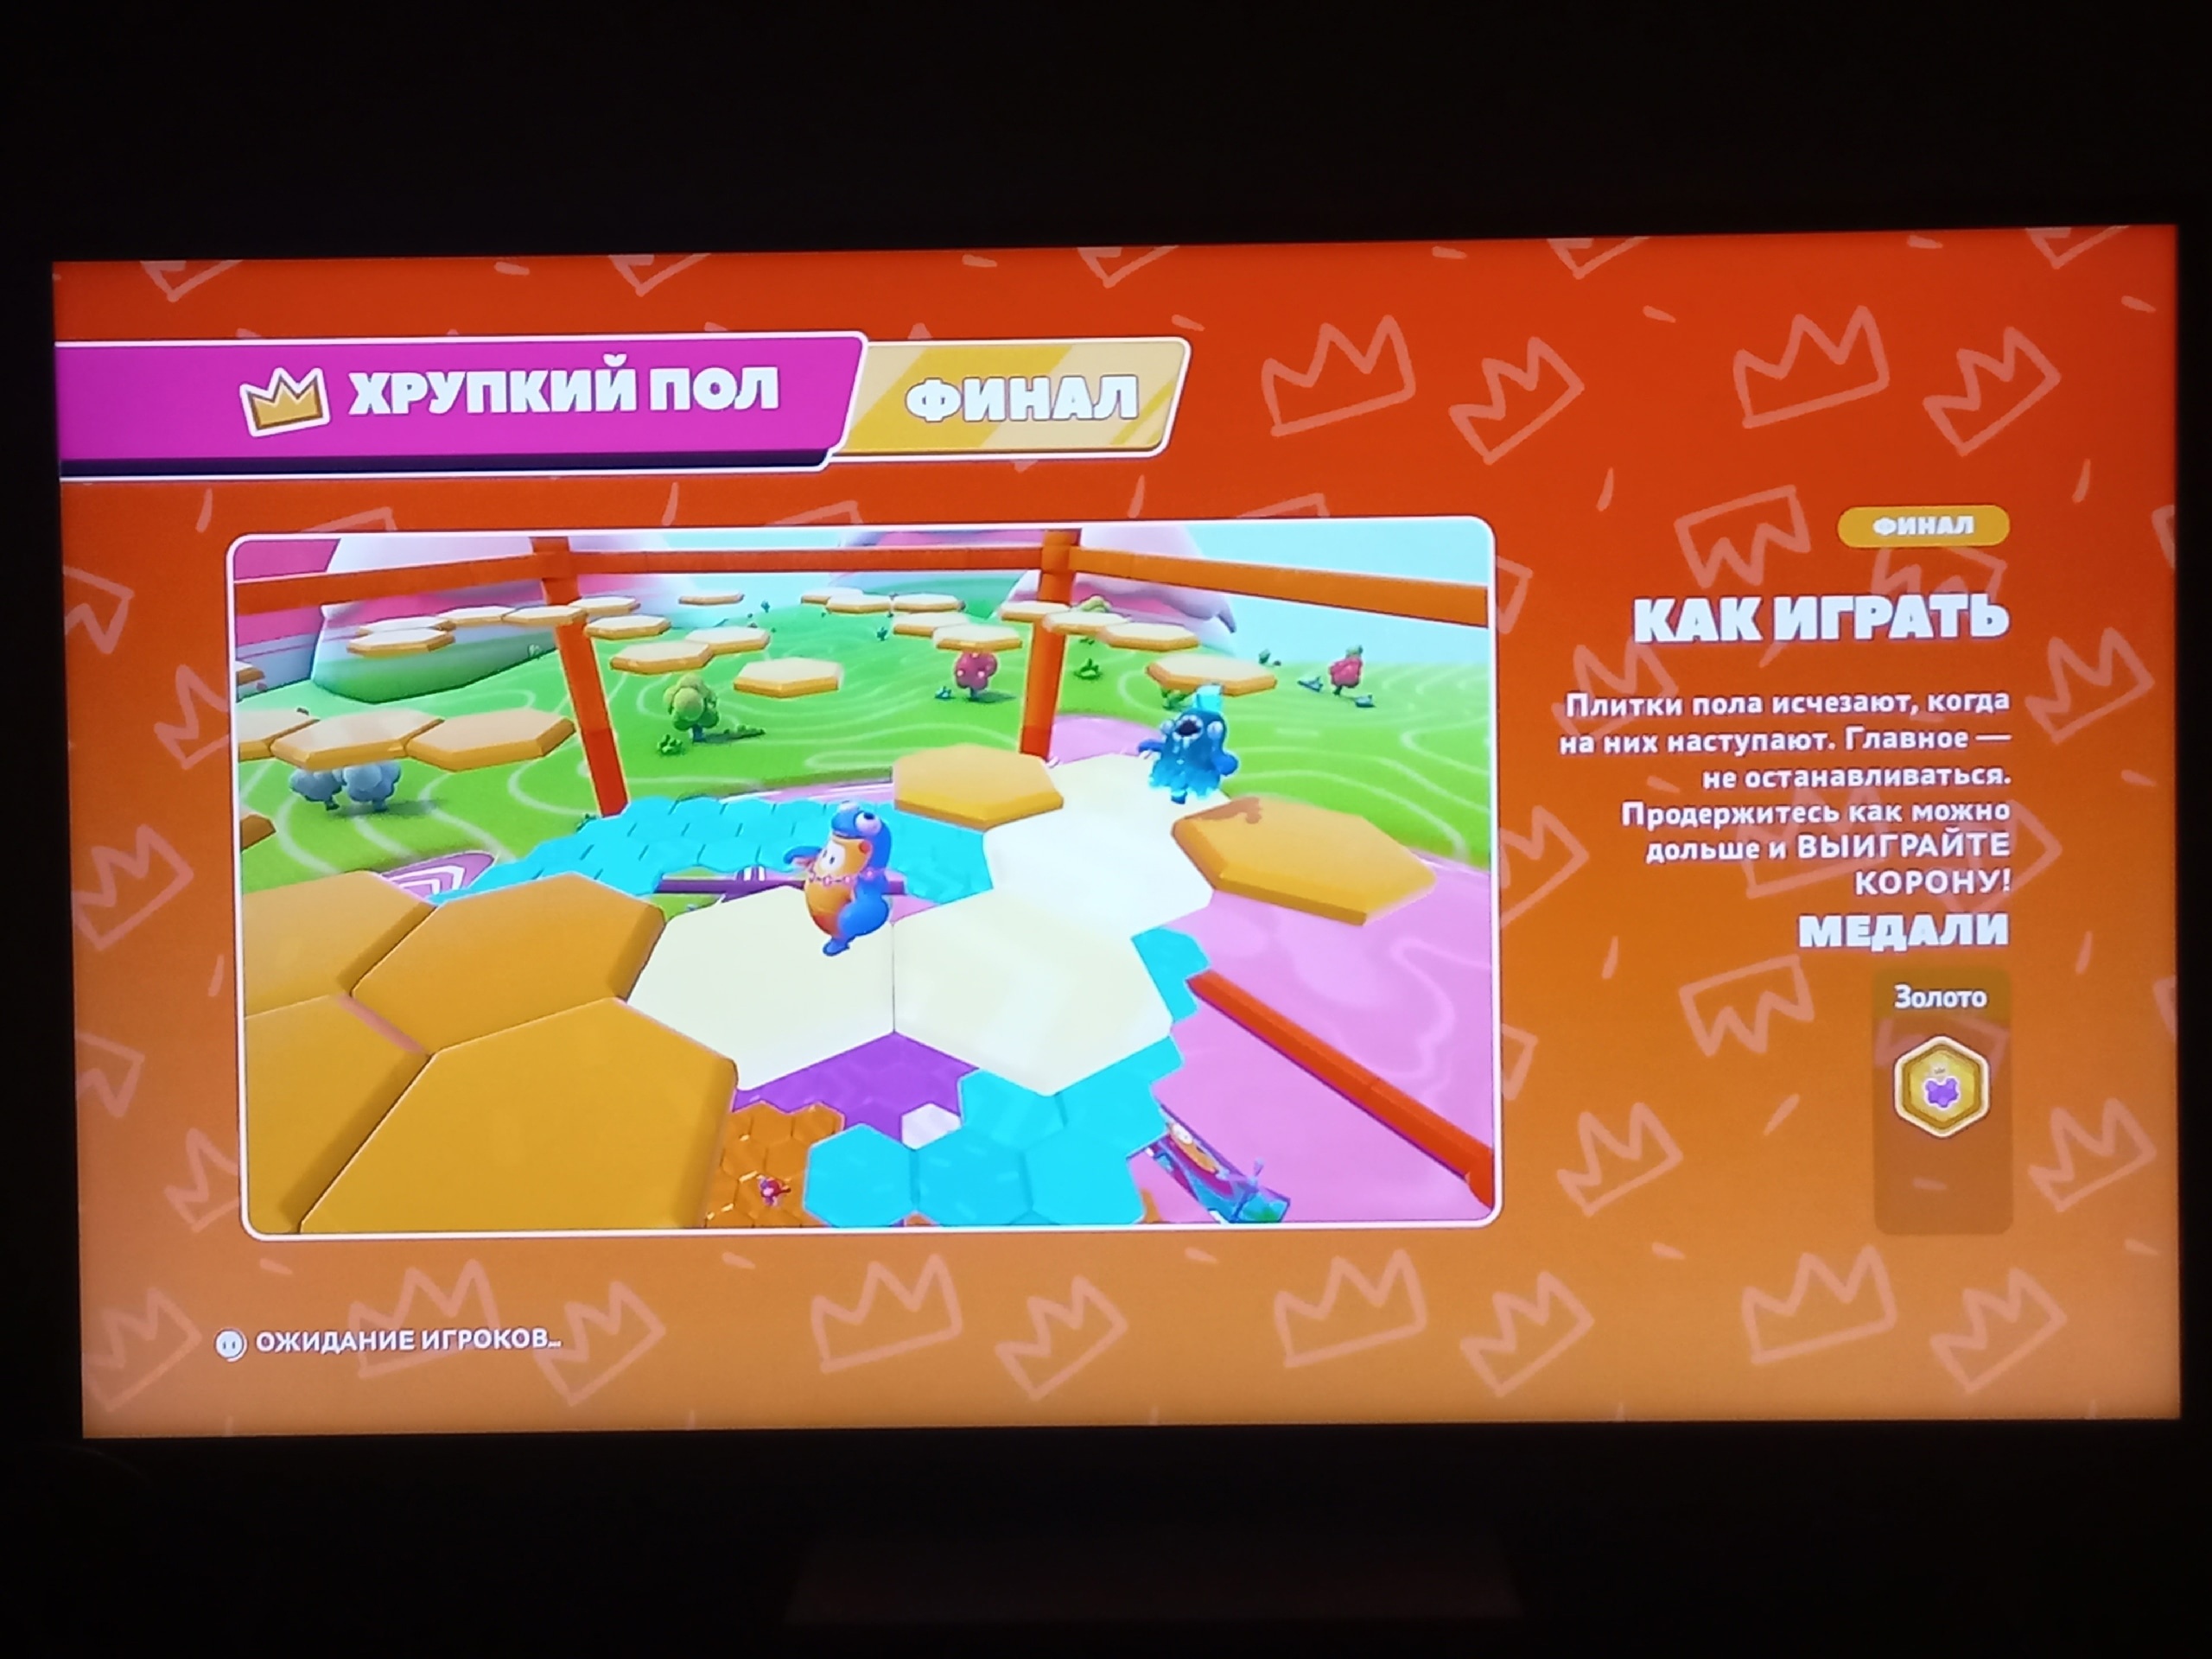 ХРУПКИЙ ПОЛ
ФИНАЛ
ФИНАЛ
КАК ИГРАТЬ
Плитки пола исчезают, когда
на них наступают. Главное —
не останавливаться.
Продержитесь как можно
дольше и ВЫИГРАЙТЕ
КОРОНУ!
МЕДАЛИ
Золото
ОЖИДАНИЕ ИГРОКОВ...